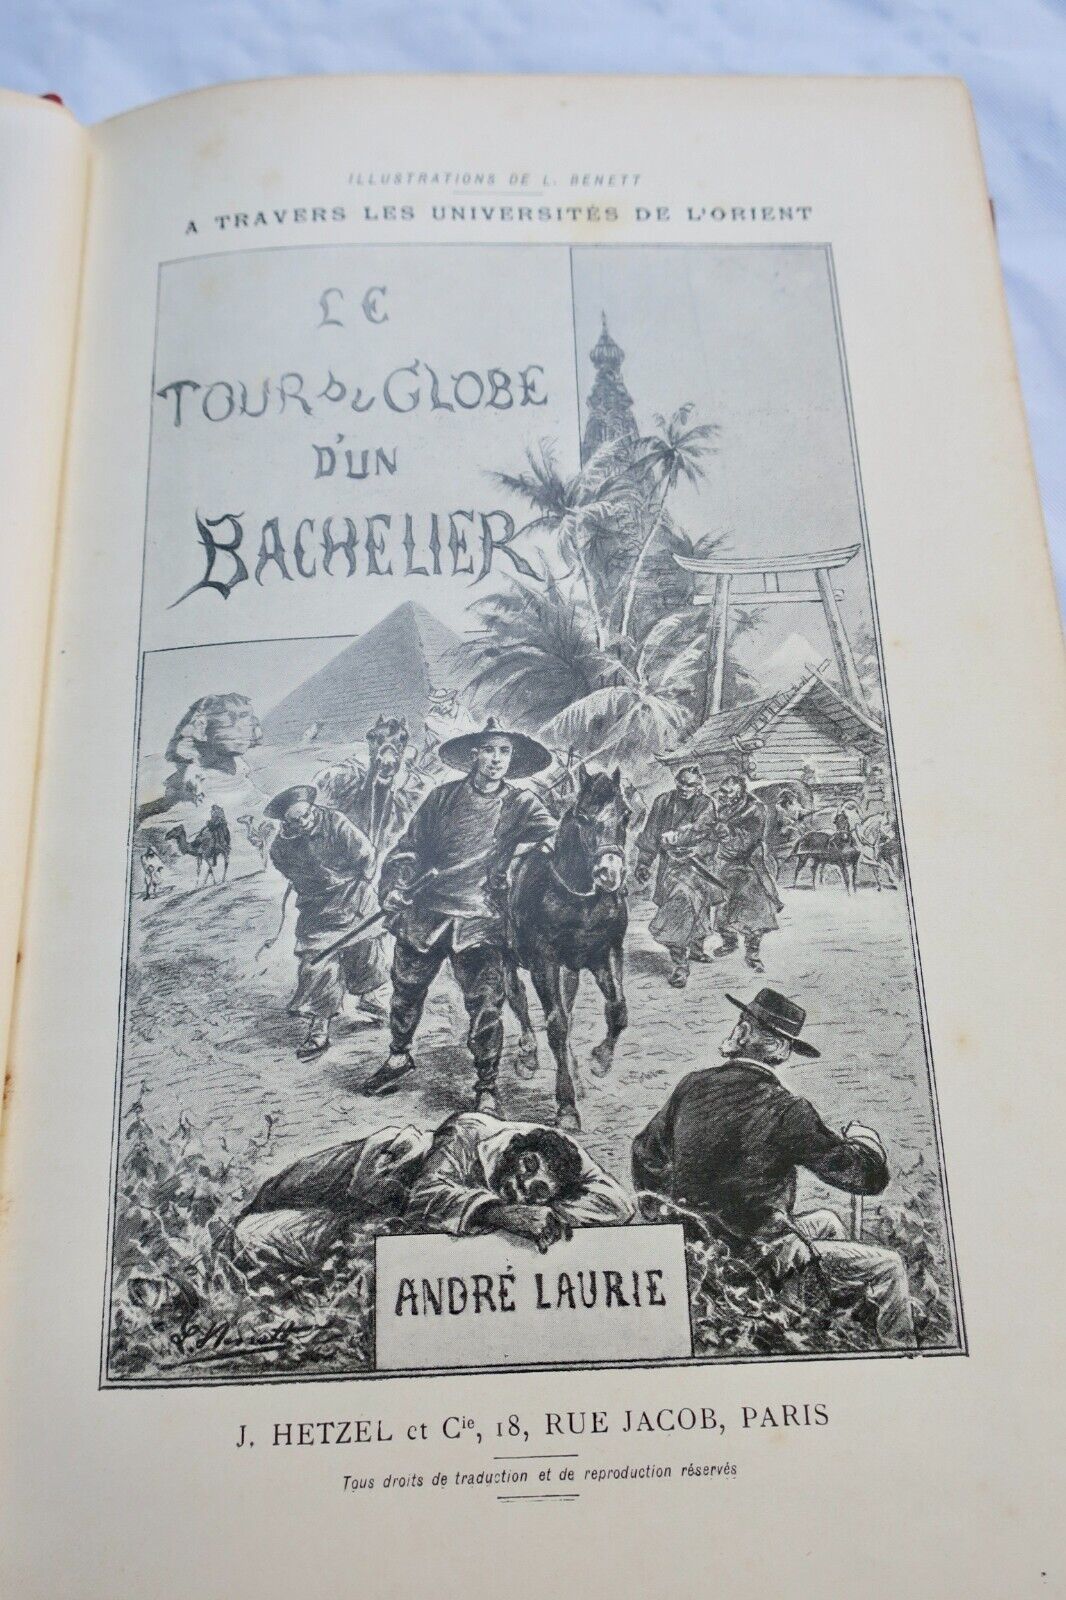 ILLUSTRATIONS DE L. BENETT
A TRAVERS LES UNIVERSITÉS DE L'ORIENT
LE
TOUR DU GLOBE
D'UN
BACHELIER
ANDRÉ LAURIE
L. Benett
J. HETZEL et Cie, 18, RUE JACOB, PARIS
Tous droits de traduction et de reproduction réservés